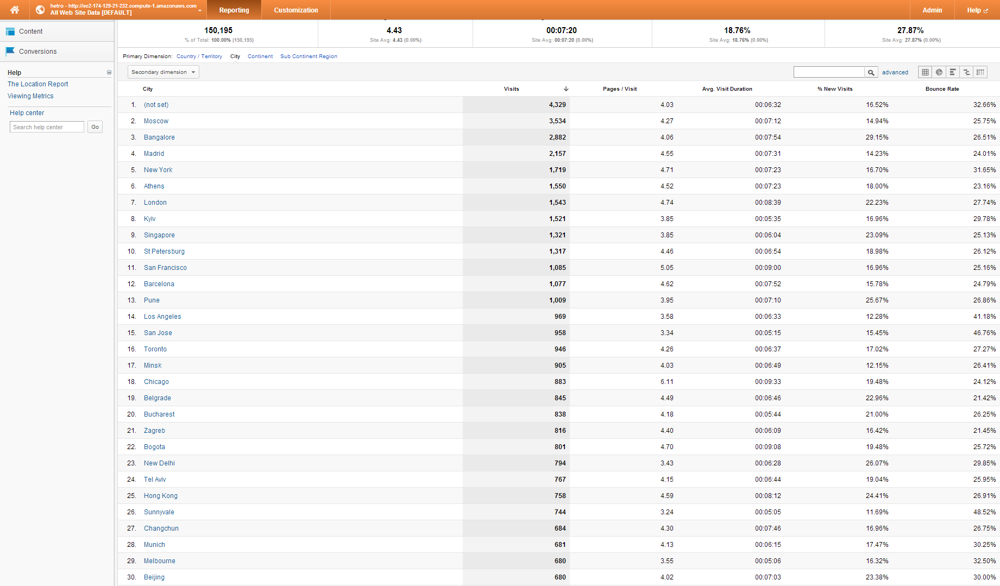 hetro - http://ec2-174-129-21-232.compute-1.amazonaws.com
All Web Site Data [DEFAULT]
Reporting
Customization
Admin
Help
Content
Conversions
Help
The Location Report
Viewing Metrics
Help center
Search help center
Go
150,195 4.43 00:07:20 18.76% 27.87%
% of Total: 100.00% (150,195) Site Avg: 4.43 (0.00%) Site Avg: 00:07:20 (0.00%) Site Avg: 18.76% (0.00%) Site Avg: 27.87% (0.00%)
Primary Dimension: Country / Territory City Continent Sub Continent Region
Secondary dimension advanced
City Visits Pages / Visit Avg. Visit Duration % New Visits Bounce Rate
1. (not set) 4,329 4.03 00:06:32 16.52% 32.66%
2. Moscow 3,534 4.27 00:07:12 14.94% 25.75%
3. Bangalore 2,882 4.06 00:07:54 29.15% 26.51%
4. Madrid 2,157 4.55 00:07:31 14.23% 24.01%
5. New York 1,719 4.71 00:07:23 16.70% 31.65%
6. Athens 1,550 4.52 00:07:23 18.00% 23.16%
7. London 1,543 4.74 00:08:39 22.23% 27.74%
8. Kyiv 1,521 3.85 00:05:35 16.96% 29.78%
9. Singapore 1,321 3.85 00:06:04 23.09% 25.13%
10. St Petersburg 1,317 4.46 00:06:54 18.98% 26.12%
11. San Francisco 1,085 5.05 00:09:00 16.96% 25.16%
12. Barcelona 1,077 4.62 00:07:52 15.78% 24.79%
13. Pune 1,009 3.95 00:07:10 25.67% 26.86%
14. Los Angeles 969 3.58 00:06:33 12.28% 41.18%
15. San Jose 958 3.34 00:05:15 15.45% 46.76%
16. Toronto 946 4.26 00:06:37 17.02% 27.27%
17. Minsk 905 4.03 00:06:49 12.15% 26.41%
18. Chicago 883 6.11 00:09:33 19.48% 24.12%
19. Belgrade 845 4.49 00:06:46 22.96% 21.42%
20. Bucharest 838 4.18 00:05:44 21.00% 26.25%
21. Zagreb 816 4.40 00:06:09 16.42% 21.45%
22. Bogota 801 4.70 00:09:08 19.48% 25.72%
23. New Delhi 794 3.43 00:06:28 26.07% 29.85%
24. Tel Aviv 767 4.15 00:06:44 19.04% 25.95%
25. Hong Kong 758 4.59 00:08:12 24.41% 26.91%
26. Sunnyvale 744 3.24 00:05:05 11.69% 48.52%
27. Changchun 684 4.30 00:07:46 16.96% 26.75%
28. Munich 681 4.13 00:06:15 17.47% 30.25%
29. Melbourne 680 3.55 00:05:06 16.32% 32.50%
30. Beijing 680 4.02 00:07:03 23.38% 30.00%